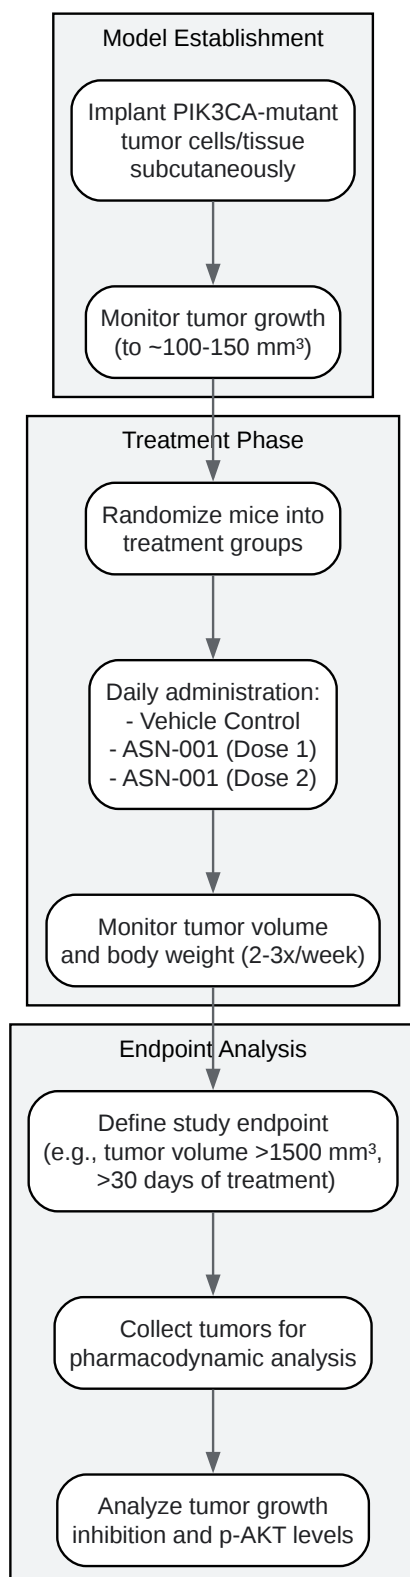 Model Establishment
Implant PIK3CA-mutant
tumor cells/tissue
subcutaneously
Monitor tumor growth
(to ~100-150 mm³)
Treatment Phase
Randomize mice into
treatment groups
Daily administration:
- Vehicle Control
- ASN-001 (Dose 1)
- ASN-001 (Dose 2)
Monitor tumor volume
and body weight (2-3x/week)
Endpoint Analysis
Define study endpoint
(e.g., tumor volume >1500 mm³,
>30 days of treatment)
Collect tumors for
pharmacodynamic analysis
Analyze tumor growth
inhibition and p-AKT levels